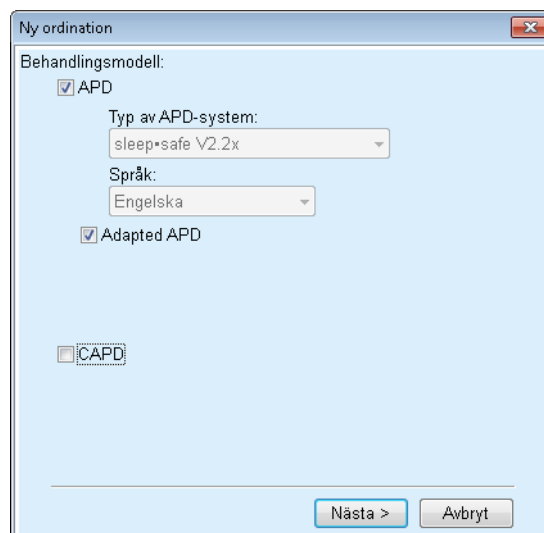 Ny ordination
Behandlingsmodell:
APD
Typ av APD-system:
sleep•safe V2.2x
Språk:
Engelska
Adapted APD
CAPD
Nästa > Avbryt